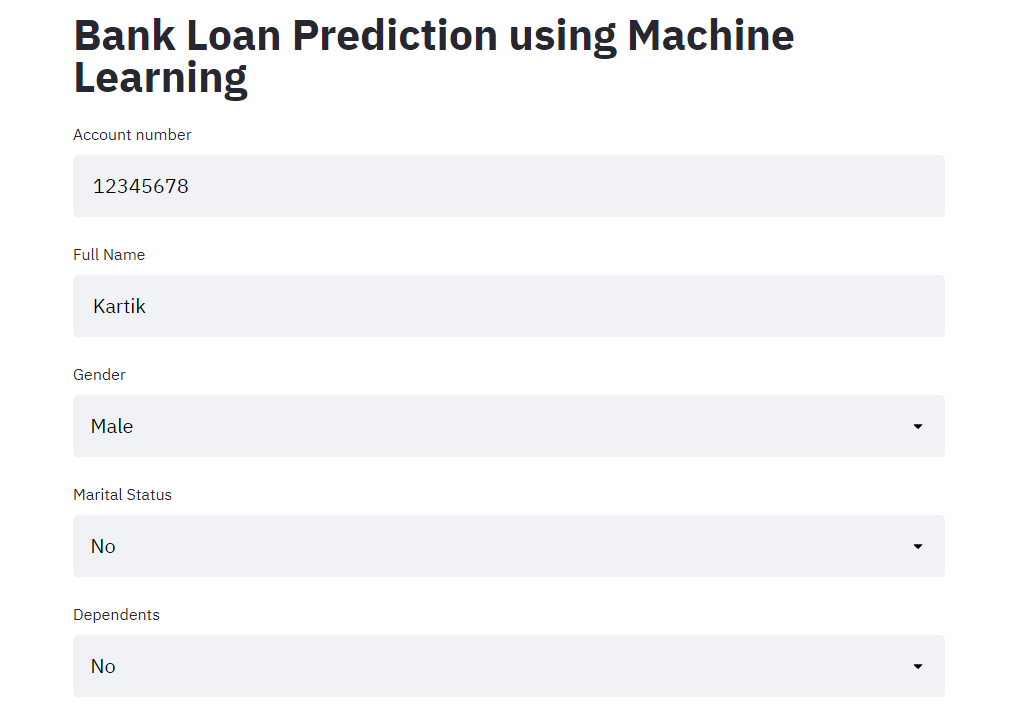 Bank Loan Prediction using Machine
Learning
Account number
12345678
Full Name
Kartik
Gender
Male
Marital Status
No
Dependents
No